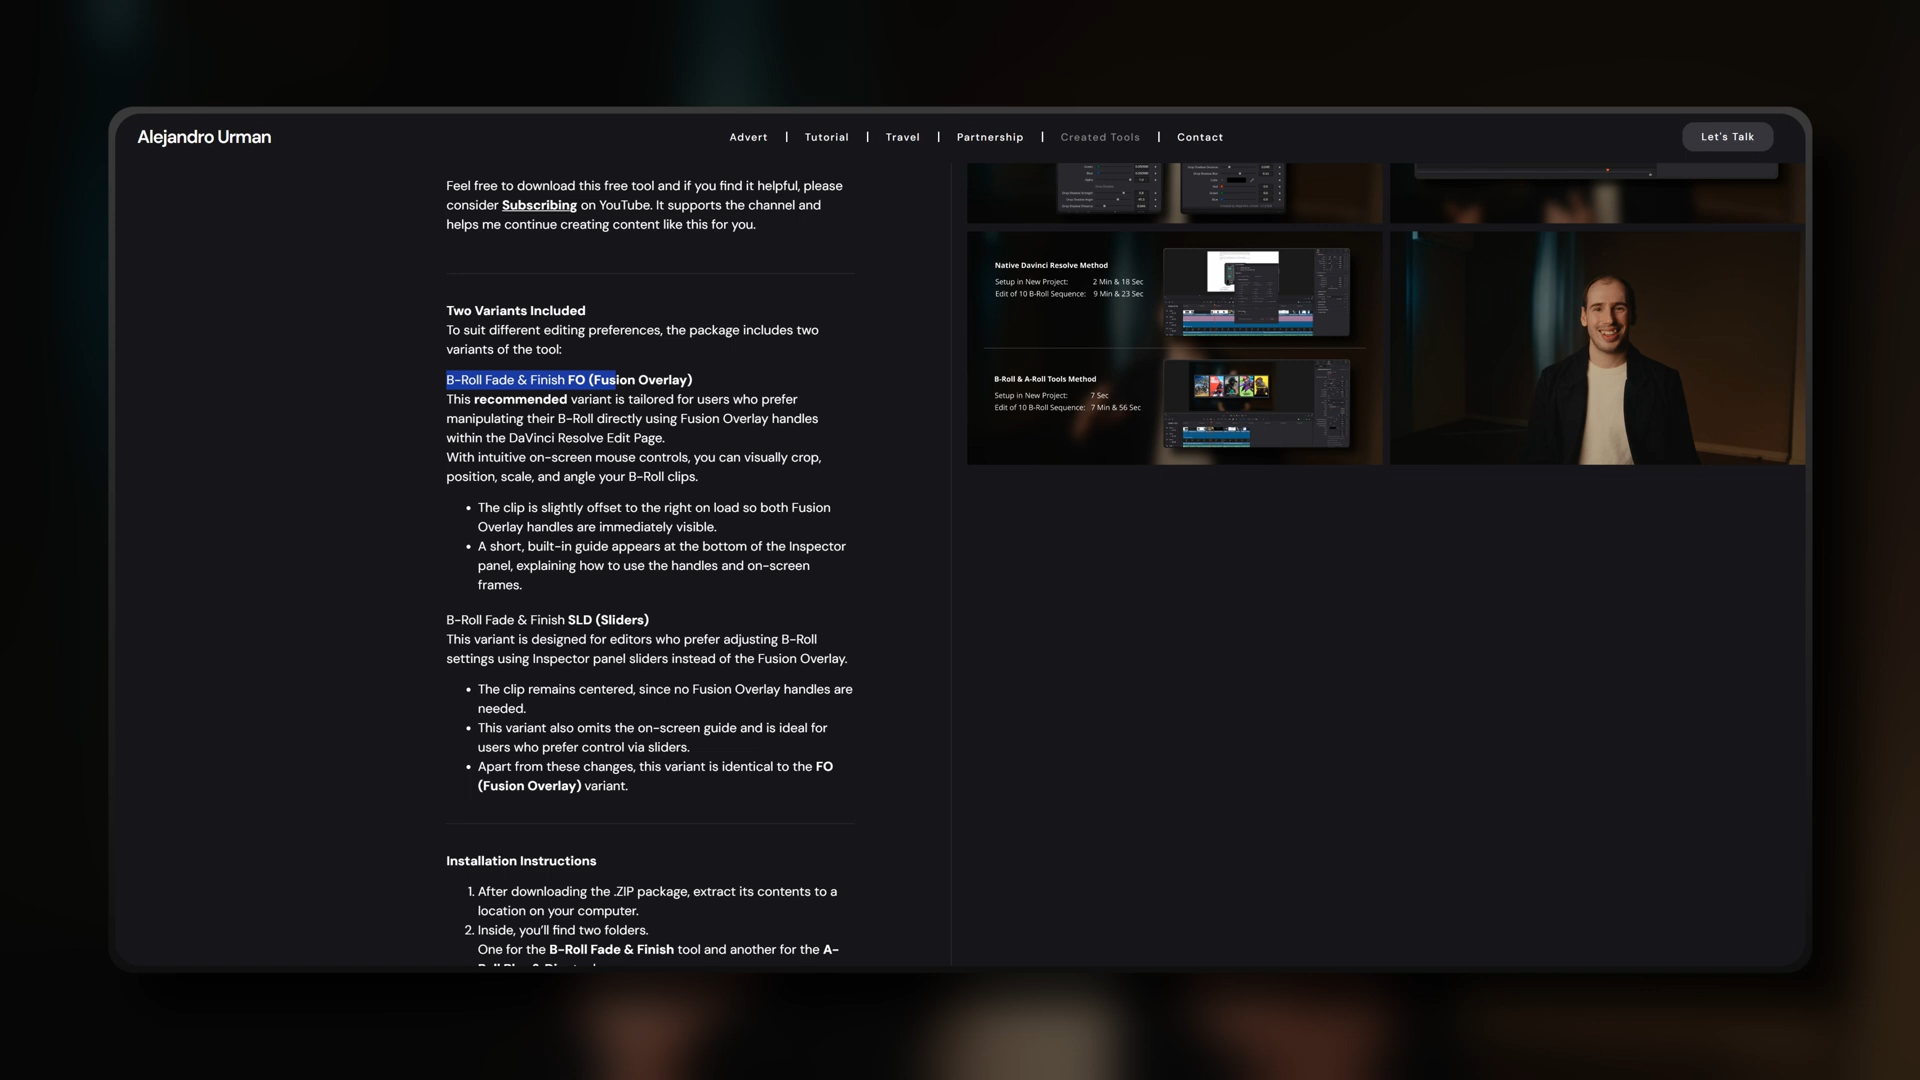 Alejandro Urman
Advert | Tutorial | Travel | Partnership | Created Tools | Contact
Let's Talk
Feel free to download this free tool and if you find it helpful, please
consider Subscribing on YouTube. It supports the channel and
helps me continue creating content like this for you.
Two Variants Included
To suit different editing preferences, the package includes two
variants of the tool:
B-Roll Fade & Finish FO (Fusion Overlay)
This recommended variant is tailored for users who prefer
manipulating their B-Roll directly using Fusion Overlay handles
within the DaVinci Resolve Edit Page.
With intuitive on-screen mouse controls, you can visually crop,
position, scale, and angle your B-Roll clips.
• The clip is slightly offset to the right on load so both Fusion
Overlay handles are immediately visible.
• A short, built-in guide appears at the bottom of the Inspector
panel, explaining how to use the handles and on-screen
frames.
B-Roll Fade & Finish SLD (Sliders)
This variant is designed for editors who prefer adjusting B-Roll
settings using Inspector panel sliders instead of the Fusion Overlay.
• The clip remains centered, since no Fusion Overlay handles are
needed.
• This variant also omits the on-screen guide and is ideal for
users who prefer control via sliders.
• Apart from these changes, this variant is identical to the FO
(Fusion Overlay) variant.
Installation Instructions
1. After downloading the .ZIP package, extract its contents to a
location on your computer.
2. Inside, you'll find two folders.
One for the B-Roll Fade & Finish tool and another for the A-
Native Davinci Resolve Method
Setup in New Project: 2 Min & 18 Sec
Edit of 10 B-Roll Sequence: 9 Min & 23 Sec
B-Roll & A-Roll Tools Method
Setup in New Project: 7 Sec
Edit of 10 B-Roll Sequence: 7 Min & 56 Sec